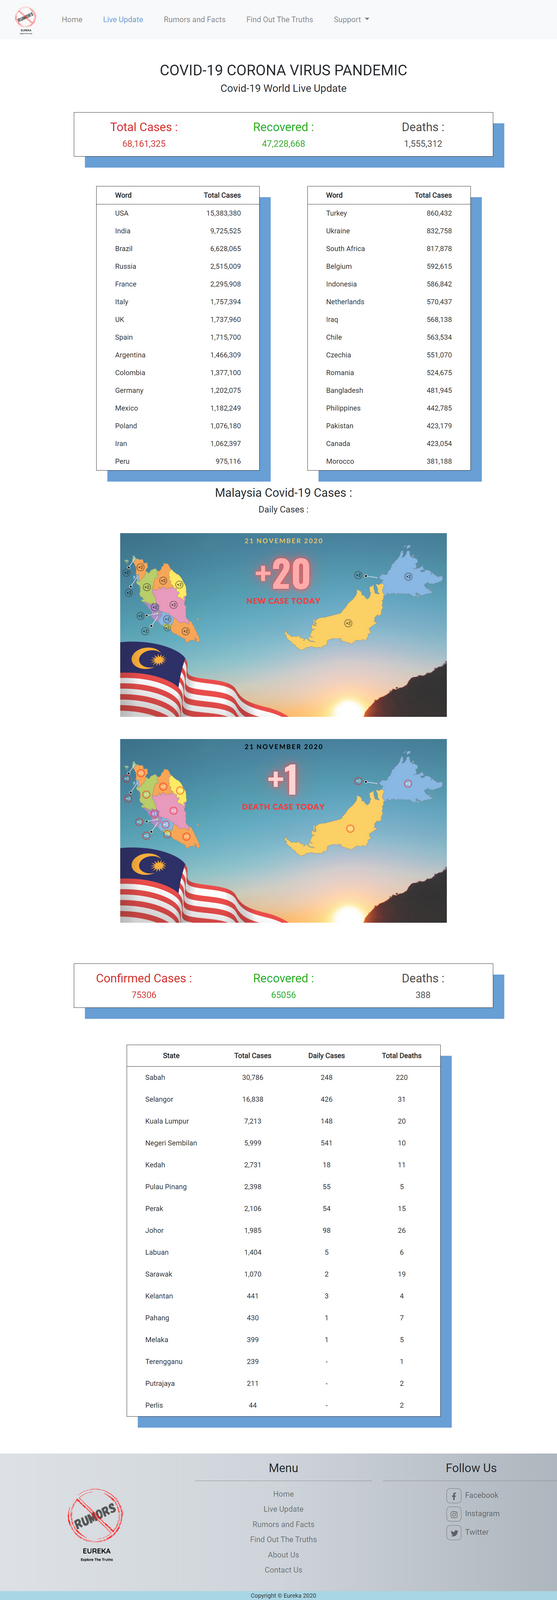 RUMORS
EUREKA
Home Live Update Rumors and Facts Find Out The Truths Support
COVID-19 CORONA VIRUS PANDEMIC
Covid-19 World Live Update
Total Cases : Recovered : Deaths :
68,161,325 47,228,668 1,555,312
Word Total Cases
USA 15,383,380
India 9,725,525
Brazil 6,628,065
Russia 2,515,009
France 2,295,908
Italy 1,757,394
UK 1,737,960
Spain 1,715,700
Argentina 1,466,309
Colombia 1,377,100
Germany 1,202,075
Mexico 1,182,249
Poland 1,076,180
Iran 1,062,397
Peru 975,116
Word Total Cases
Turkey 860,432
Ukraine 832,758
South Africa 817,878
Belgium 592,615
Indonesia 586,842
Netherlands 570,437
Iraq 568,138
Chile 563,534
Czechia 551,070
Romania 524,675
Bangladesh 481,945
Philippines 442,785
Pakistan 423,179
Canada 423,054
Morocco 381,188
Malaysia Covid-19 Cases :
Daily Cases :
21 NOVEMBER 2020
+20
NEW CASE TODAY
21 NOVEMBER 2020
+1
DEATH CASE TODAY
Confirmed Cases : Recovered : Deaths :
75306 65056 388
State Total Cases Daily Cases Total Deaths
Sabah 30,786 248 220
Selangor 16,838 426 31
Kuala Lumpur 7,213 148 20
Negeri Sembilan 5,999 541 10
Kedah 2,731 18 11
Pulau Pinang 2,398 55 5
Perak 2,106 54 15
Johor 1,985 98 26
Labuan 1,404 5 6
Sarawak 1,070 2 19
Kelantan 441 3 4
Pahang 430 1 7
Melaka 399 1 5
Terengganu 239 - 1
Putrajaya 211 - 2
Perlis 44 - 2
RUMORS
EUREKA
Explore The Truths
Menu
Home
Live Update
Rumors and Facts
Find Out The Truths
About Us
Contact Us
Follow Us
Facebook
Instagram
Twitter
Copyright © Eureka 2020